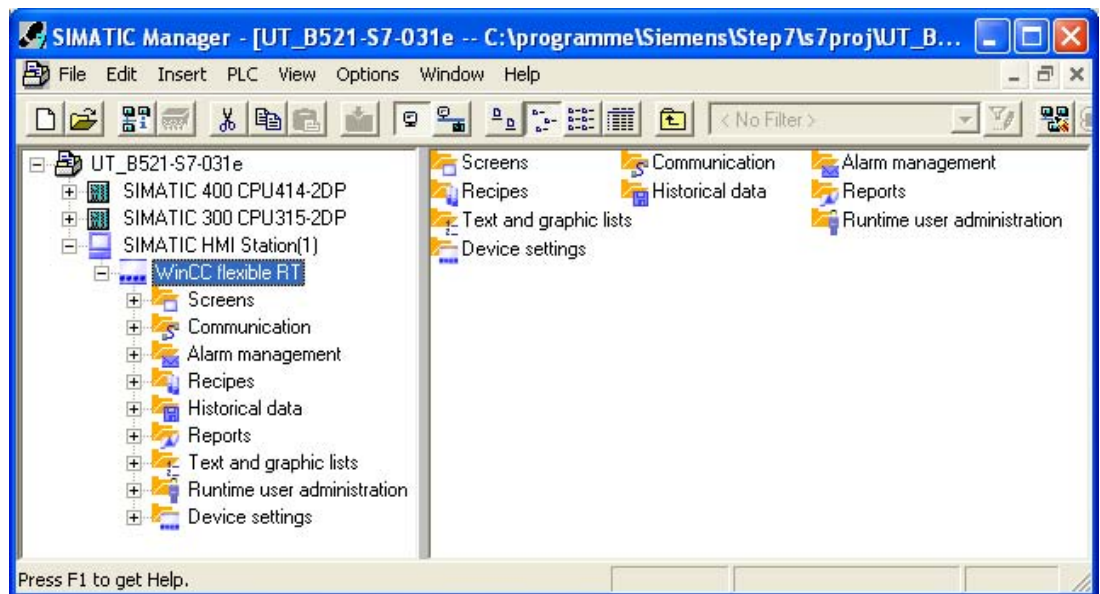 SIMATIC Manager - [UT_B521-S7-031e -- C:\programme\Siemens\Step7\s7proj\UT_B...
File Edit Insert PLC View Options Window Help
< No Filter >
UT_B521-S7-031e
SIMATIC 400 CPU414-2DP
SIMATIC 300 CPU315-2DP
SIMATIC HMI Station(1)
WinCC flexible RT
Screens
Communication
Alarm management
Recipes
Historical data
Reports
Text and graphic lists
Runtime user administration
Device settings
Screens Communication Alarm management
Recipes Historical data Reports
Text and graphic lists Runtime user administration
Device settings
Press F1 to get Help.